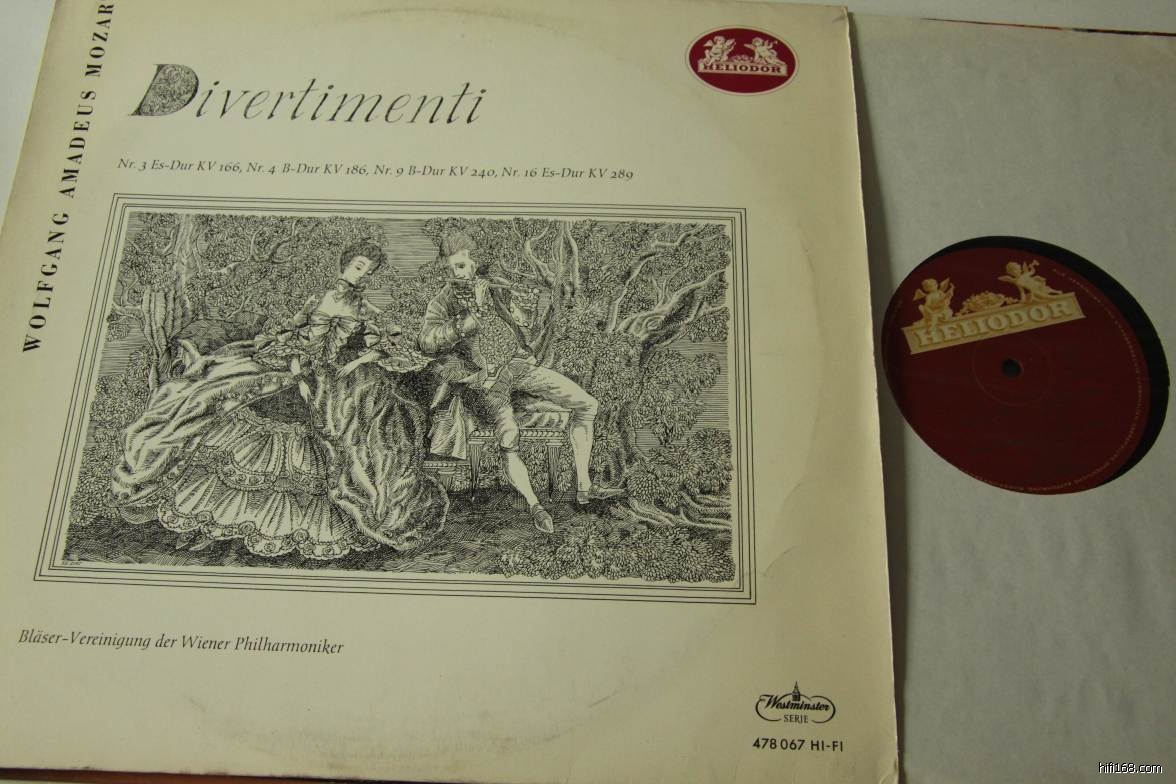 WOLFGANG AMADEUS MOZAR
HELIODOR
Divertimenti
Nr. 3 Es-Dur KV 166, Nr. 4 B-Dur KV 186, Nr. 9 B-Dur KV 240, Nr. 16 Es-Dur KV 289
HELIODOR
Bläser-Vereinigung der Wiener Philharmoniker
Westminster
SERIE
478 067 HI-FI
hifi168.com